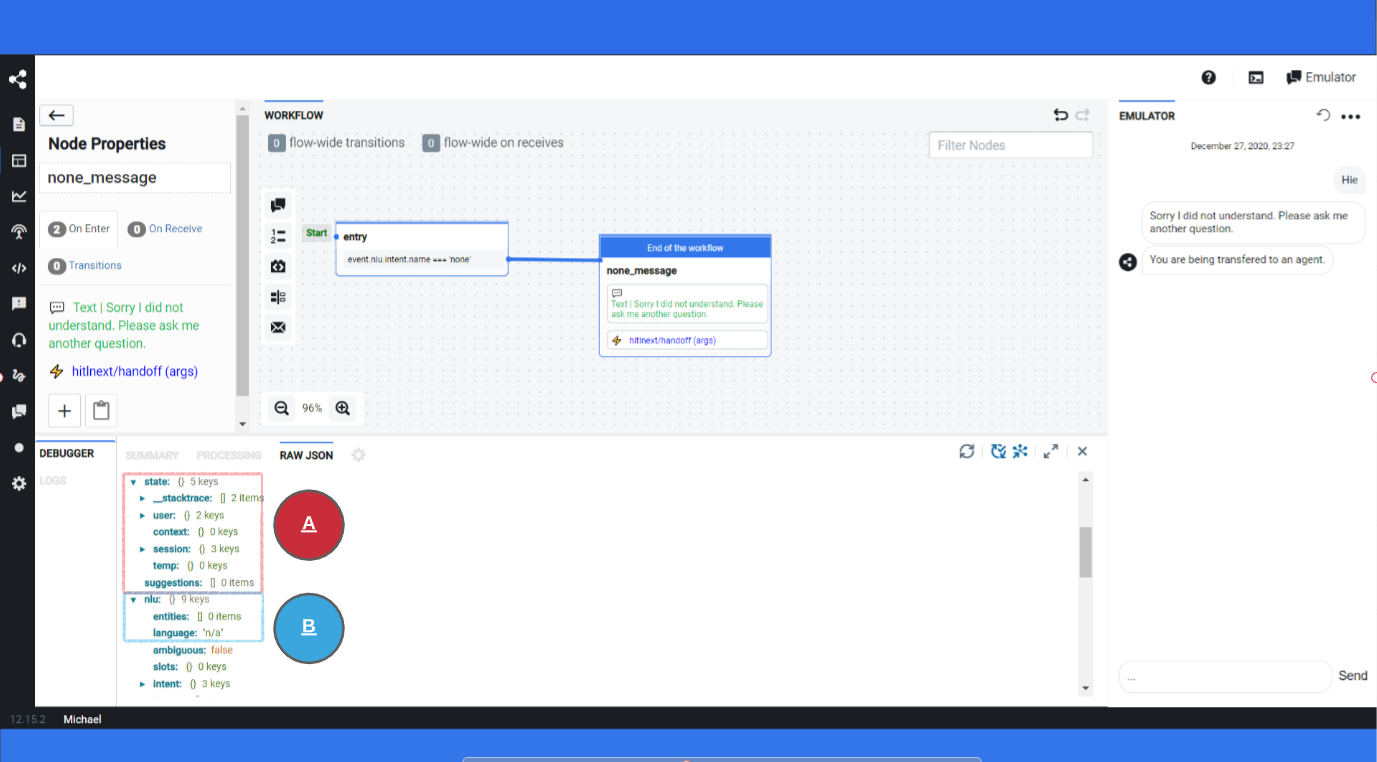 Emulator
Node Properties
none_message
2 On Enter
0 On Receive
0 Transitions
Text | Sorry I did not
understand. Please ask me
another question.
hitlnext/handoff (args)
WORKFLOW
0 flow-wide transitions
0 flow-wide on receives
Filter Nodes
Start
entry
event.nlu.intent.name === 'none'
End of the workflow
none_message
Text | Sorry I did not understand. Please
ask me another question.
hitlnext/handoff (args)
96%
EMULATOR
December 27, 2020, 23:27
Hie
Sorry I did not understand. Please ask me
another question.
You are being transfered to an agent.
...
Send
DEBUGGER
LOGS
SUMMARY
PROCESSING
RAW JSON
state: {} 5 keys
__stacktrace: [] 2 items
user: {} 2 keys
context: {} 0 keys
session: {} 3 keys
temp: {} 0 keys
suggestions: [] 0 items
nlu: {} 9 keys
entities: [] 0 items
language: "n/a"
ambiguous: false
slots: {} 0 keys
intent: {} 3 keys
A
B
12.15.2
Michael